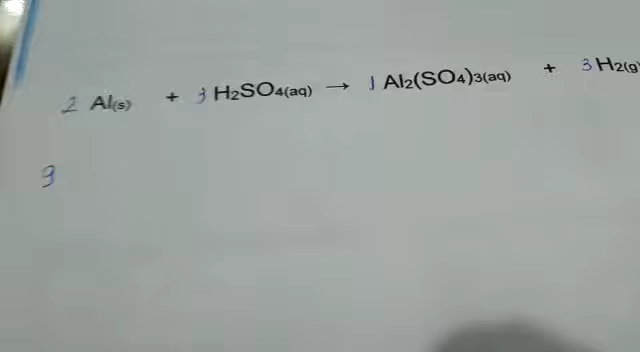 2 Al(s) + 3 H2SO4(aq) → 1 Al2(SO4)3(aq) + 3 H2(g)
9